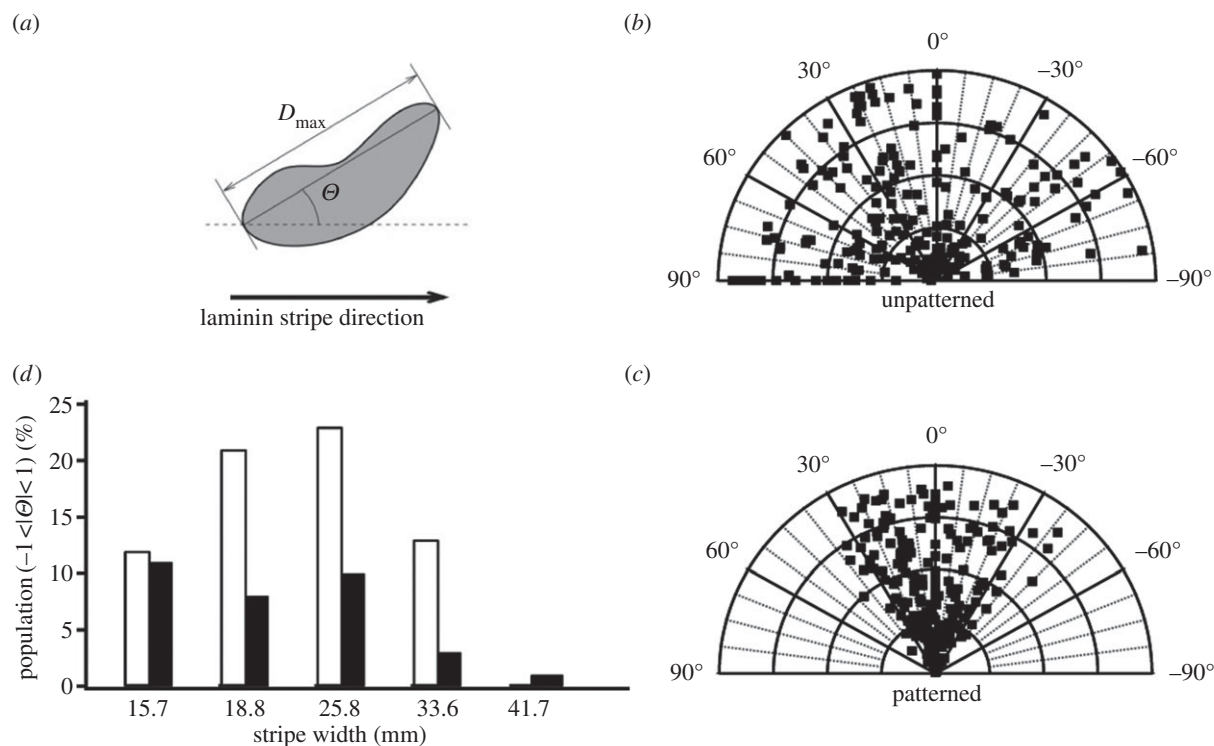 (a)
D max
Θ
laminin stripe direction
(b)
0°
30°
–30°
60°
–60°
90°
–90°
unpatterned
(d)
population (–1 <|Θ|< 1) (%)
25
20
15
10
5
0
15.7 18.8 25.8 33.6 41.7
stripe width (mm)
(c)
0°
30°
–30°
60°
–60°
90°
–90°
patterned